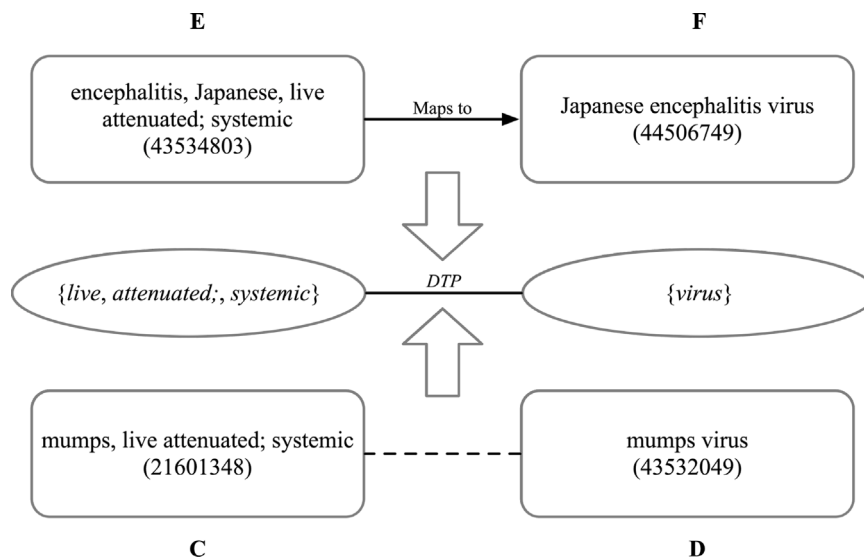 E
F
encephalitis, Japanese, live
attenuated; systemic
(43534803)
Maps to
Japanese encephalitis virus
(44506749)
{live, attenuated;, systemic}
DTP
{virus}
mumps, live attenuated; systemic
(21601348)
mumps virus
(43532049)
C
D